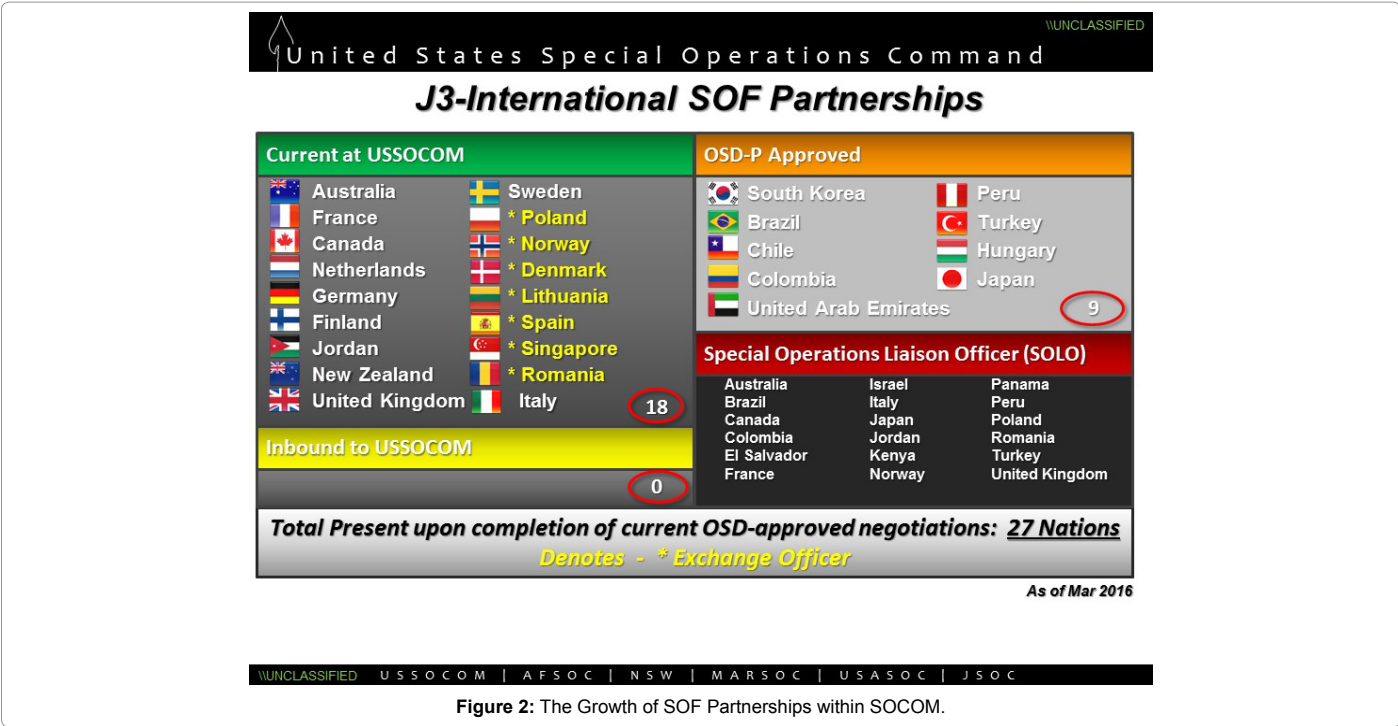 \\UNCLASSIFIED
United States Special Operations Command
J3-International SOF Partnerships
Current at USSOCOM
Australia
France
Canada
Netherlands
Germany
Finland
Jordan
New Zealand
United Kingdom
Sweden
* Poland
* Norway
* Denmark
* Lithuania
* Spain
* Singapore
* Romania
Italy
18
Inbound to USSOCOM
0
OSD-P Approved
South Korea
Brazil
Chile
Colombia
United Arab Emirates
Peru
Turkey
Hungary
Japan
9
Special Operations Liaison Officer (SOLO)
Australia
Brazil
Canada
Colombia
El Salvador
France
Israel
Italy
Japan
Jordan
Kenya
Norway
Panama
Peru
Poland
Romania
Turkey
United Kingdom
Total Present upon completion of current OSD-approved negotiations: 27 Nations
Denotes - * Exchange Officer
As of Mar 2016
\\UNCLASSIFIED USSOCOM | AFSOC | NSW | MARSOC | USASOC | JSOC
Figure 2: The Growth of SOF Partnerships within SOCOM.